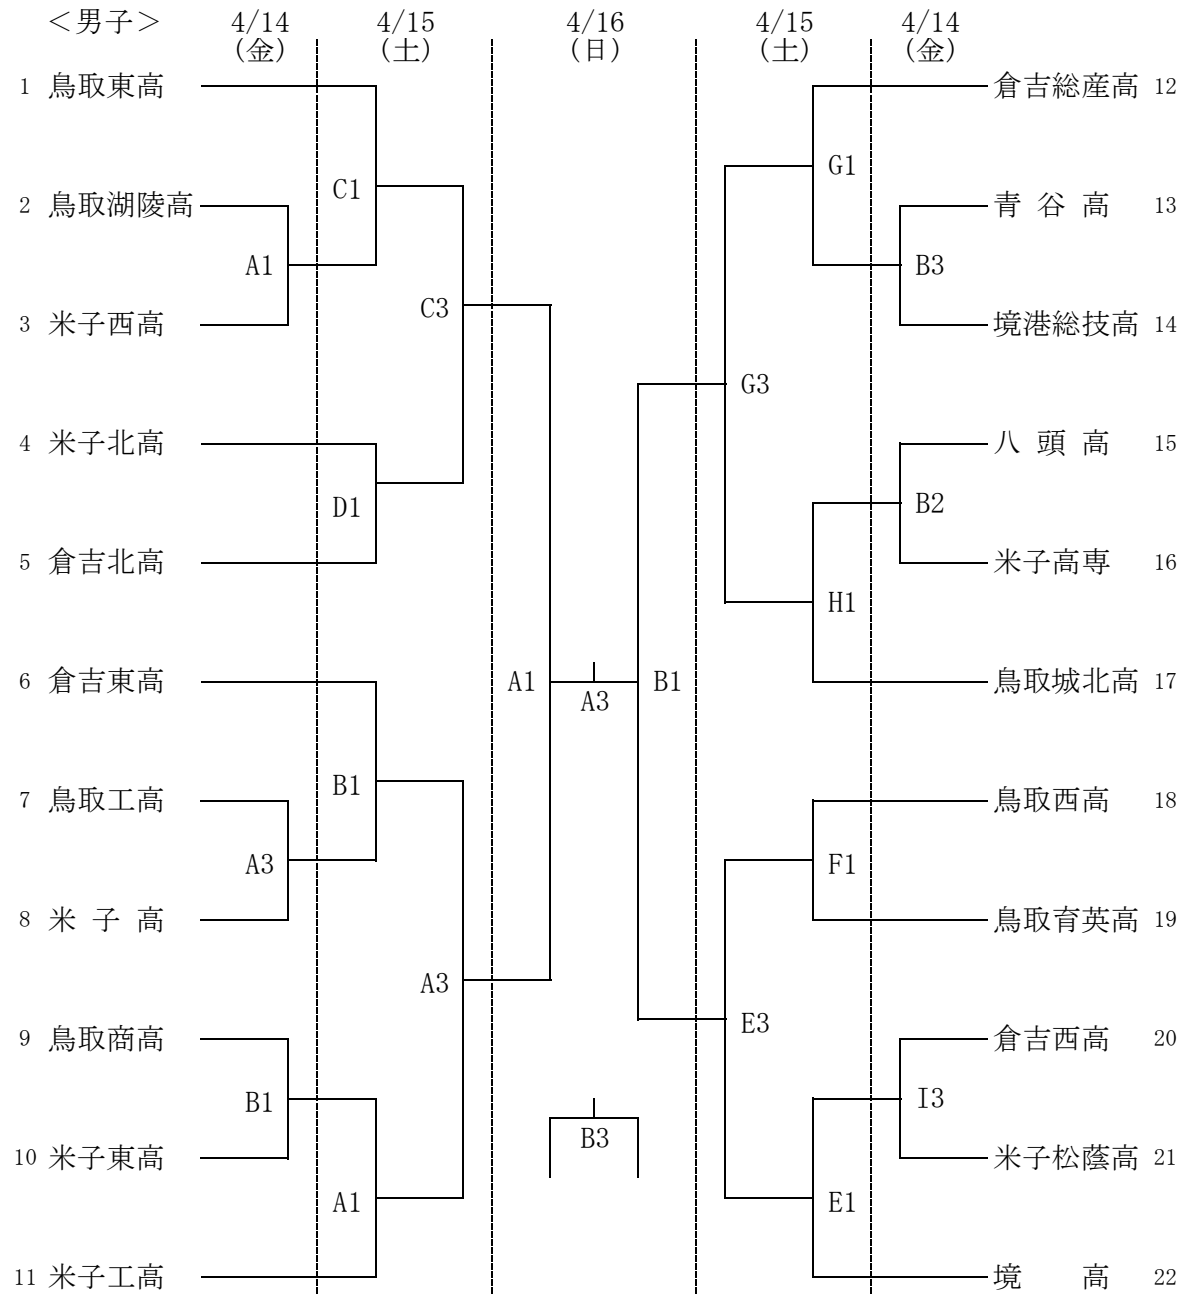 ＜男子＞ 4/14 4/15 4/16 4/15 4/14
(金) (土) (日) (土) (金)
1 鳥取東高 倉吉総産高 12
G1
C1
2 鳥取湖陵高 青谷高 13
A1 B3
C3
3 米子西高 境港総技高 14
G3
4 米子北高 八頭高 15
D1 B2
5 倉吉北高 米子高専 16
H1
6 倉吉東高 A1 B1 鳥取城北高 17
A3
B1
7 鳥取工高 鳥取西高 18
A3 F1
8 米子高 鳥取育英高 19
A3
E3
9 鳥取商高 倉吉西高 20
B1 I3
B3
10 米子東高 米子松蔭高 21
A1 E1
11 米子工高 境高 22